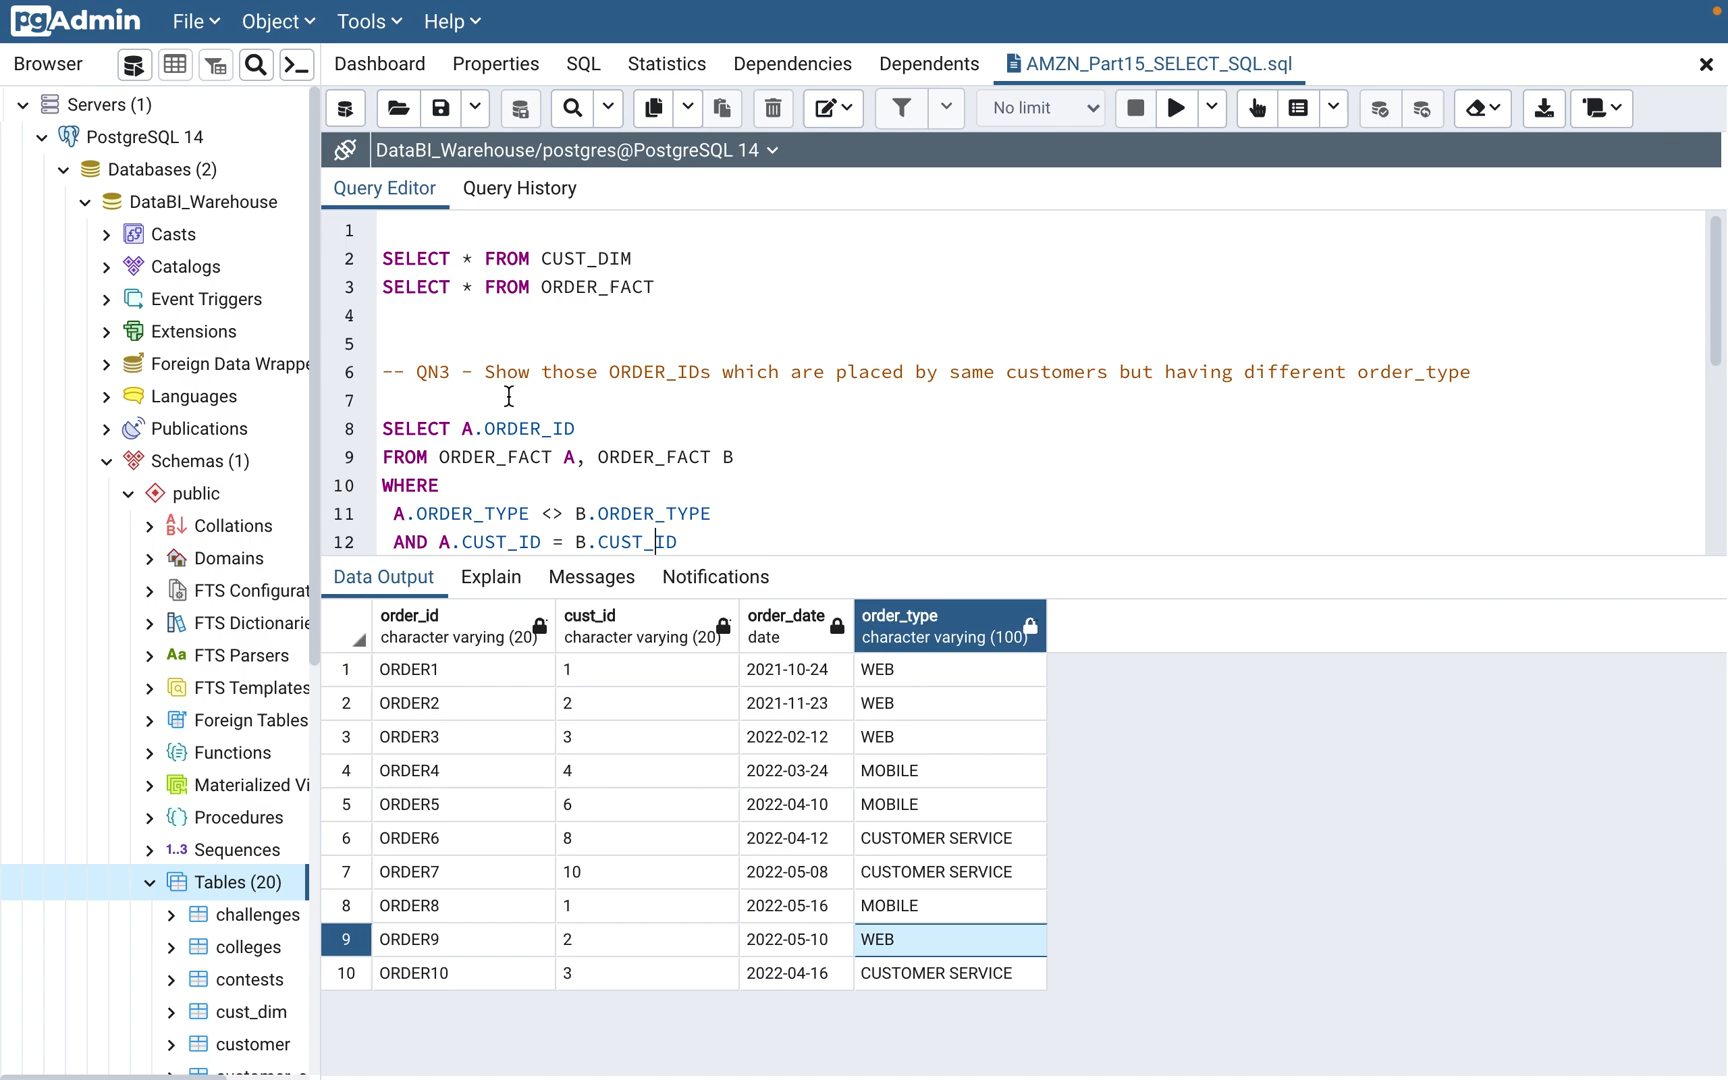 pgAdmin File Object Tools Help
Browser Dashboard Properties SQL Statistics Dependencies Dependents AMZN_Part15_SELECT_SQL.sql
Servers (1)
PostgreSQL 14
Databases (2)
DataBI_Warehouse
Casts
Catalogs
Event Triggers
Extensions
Foreign Data Wrappe
Languages
Publications
Schemas (1)
public
Collations
Domains
FTS Configurat
FTS Dictionarie
Aa FTS Parsers
FTS Templates
Foreign Tables
Functions
Materialized Vi
Procedures
1..3 Sequences
Tables (20)
challenges
colleges
contests
cust_dim
customer
No limit
DataBI_Warehouse/postgres@PostgreSQL 14
Query Editor Query History
1
2 SELECT * FROM CUST_DIM
3 SELECT * FROM ORDER_FACT
4
5
6 -- QN3 - Show those ORDER_IDs which are placed by same customers but having different order_type
7
8 SELECT A.ORDER_ID
9 FROM ORDER_FACT A, ORDER_FACT B
10 WHERE
11 A.ORDER_TYPE <> B.ORDER_TYPE
12 AND A.CUST_ID = B.CUST_ID
Data Output Explain Messages Notifications
order_id cust_id order_date order_type
character varying (20) character varying (20) date character varying (100)
1 ORDER1 1 2021-10-24 WEB
2 ORDER2 2 2021-11-23 WEB
3 ORDER3 3 2022-02-12 WEB
4 ORDER4 4 2022-03-24 MOBILE
5 ORDER5 6 2022-04-10 MOBILE
6 ORDER6 8 2022-04-12 CUSTOMER SERVICE
7 ORDER7 10 2022-05-08 CUSTOMER SERVICE
8 ORDER8 1 2022-05-16 MOBILE
9 ORDER9 2 2022-05-10 WEB
10 ORDER10 3 2022-04-16 CUSTOMER SERVICE